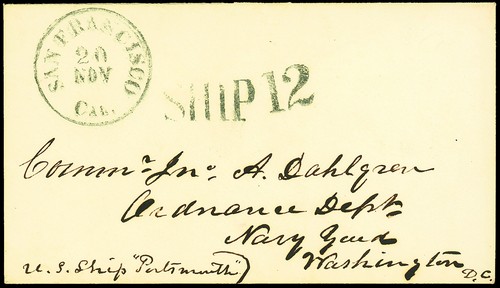 SAN FRANCISCO
20
NOV
CAL.
SHIP 12
Commr. Jno. A. Dahlgren
Ordnance Dept.
Navy Yard
Washington
D.C.
U.S. Ship "Portsmouth"